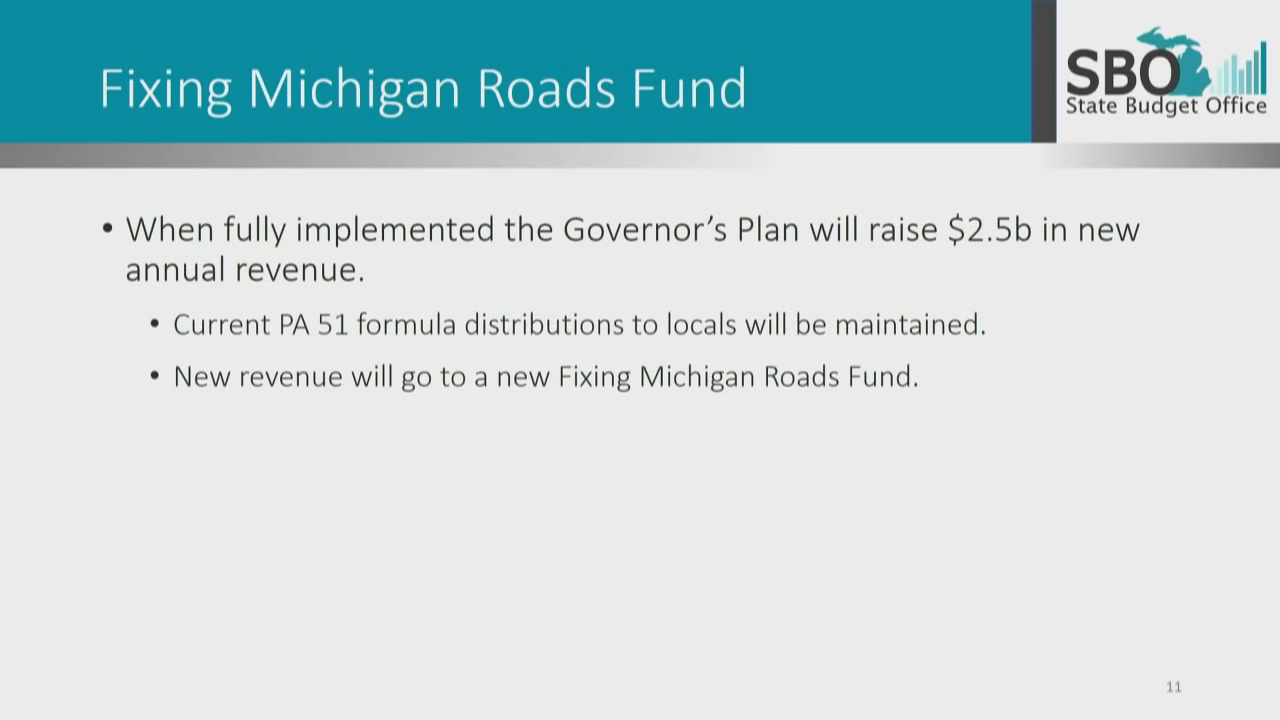 Fixing Michigan Roads Fund
SBO
State Budget Office
• When fully implemented the Governor’s Plan will raise $2.5b in new
annual revenue.
• Current PA 51 formula distributions to locals will be maintained.
• New revenue will go to a new Fixing Michigan Roads Fund.
11